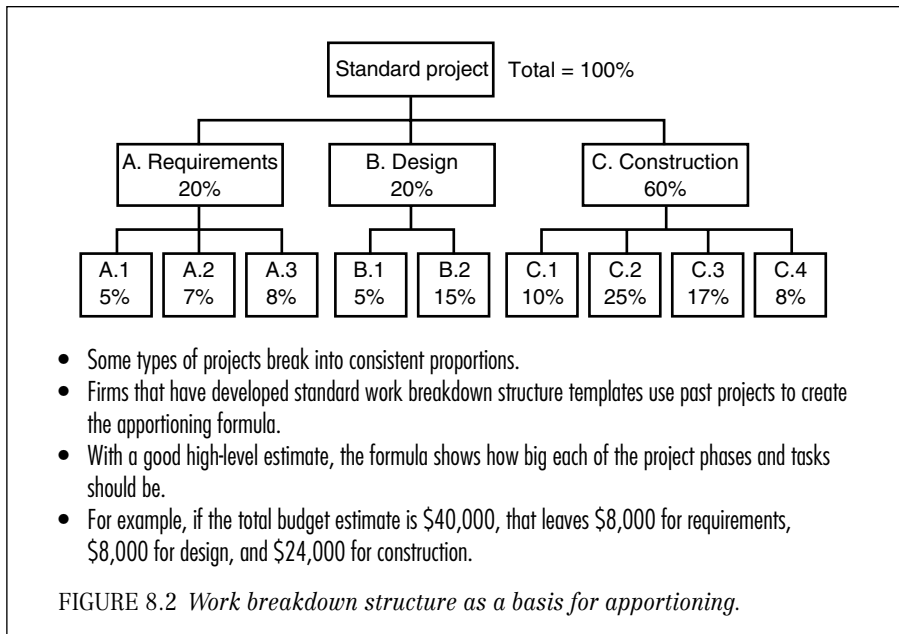 Standard project Total = 100%
A. Requirements
20%
B. Design
20%
C. Construction
60%
A.1
5%
A.2
7%
A.3
8%
B.1
5%
B.2
15%
C.1
10%
C.2
25%
C.3
17%
C.4
8%
• Some types of projects break into consistent proportions.
• Firms that have developed standard work breakdown structure templates use past projects to create
the apportioning formula.
• With a good high-level estimate, the formula shows how big each of the project phases and tasks
should be.
• For example, if the total budget estimate is $40,000, that leaves $8,000 for requirements,
$8,000 for design, and $24,000 for construction.
FIGURE 8.2 Work breakdown structure as a basis for apportioning.